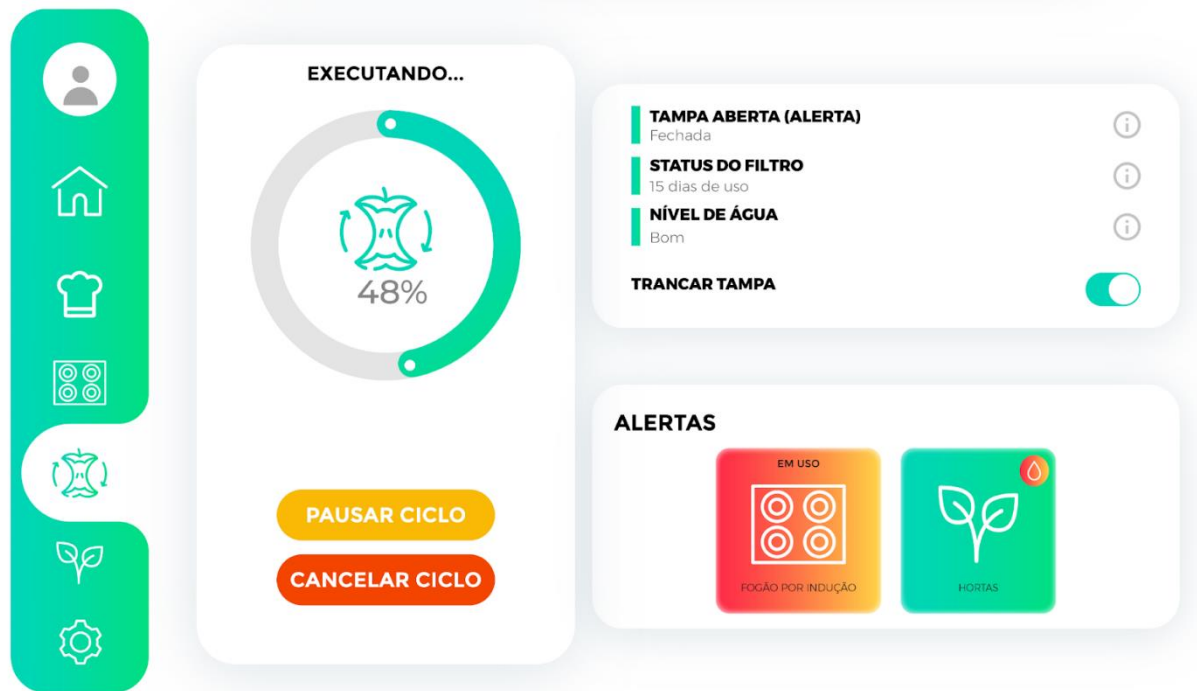 EXECUTANDO...
48%
PAUSAR CICLO
CANCELAR CICLO
TAMPA ABERTA (ALERTA)
Fechada
STATUS DO FILTRO
15 dias de uso
NÍVEL DE ÁGUA
Bom
TRANCAR TAMPA
ALERTAS
EM USO
FOGÃO POR INDUÇÃO
HORTAS